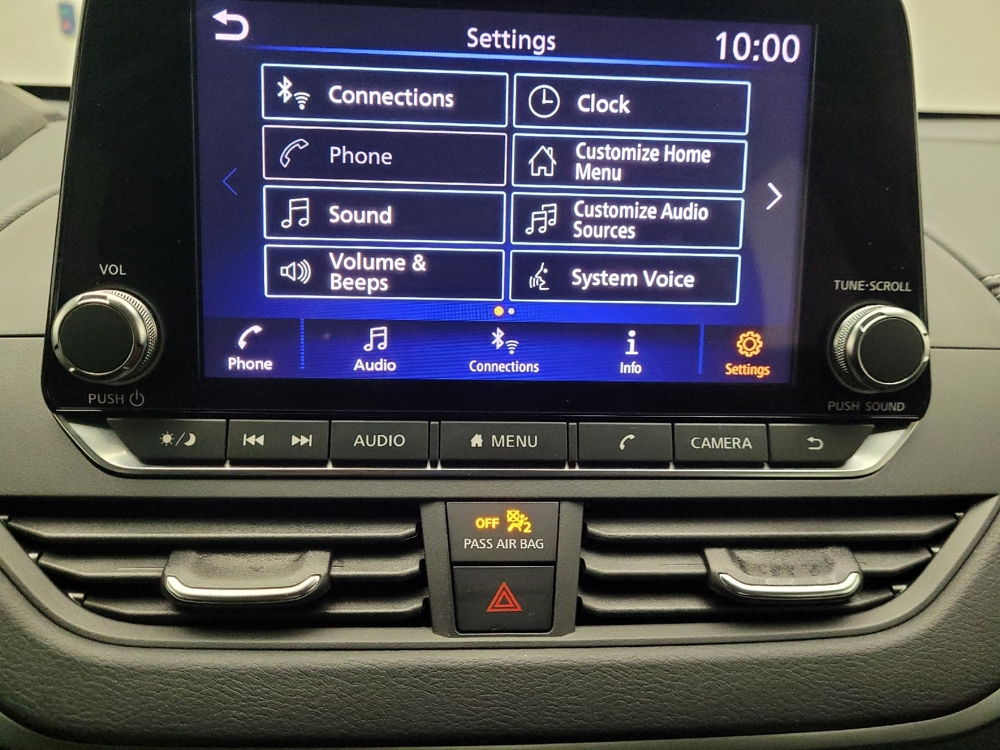 Settings
10:00
Connections
Clock
Phone
Customize Home
Menu
Sound
Customize Audio
Sources
Volume &
Beeps
System Voice
Phone
Audio
Connections
Info
Settings
VOL
PUSH
TUNE·SCROLL
PUSH SOUND
AUDIO
MENU
CAMERA
OFF
2
PASS AIR BAG